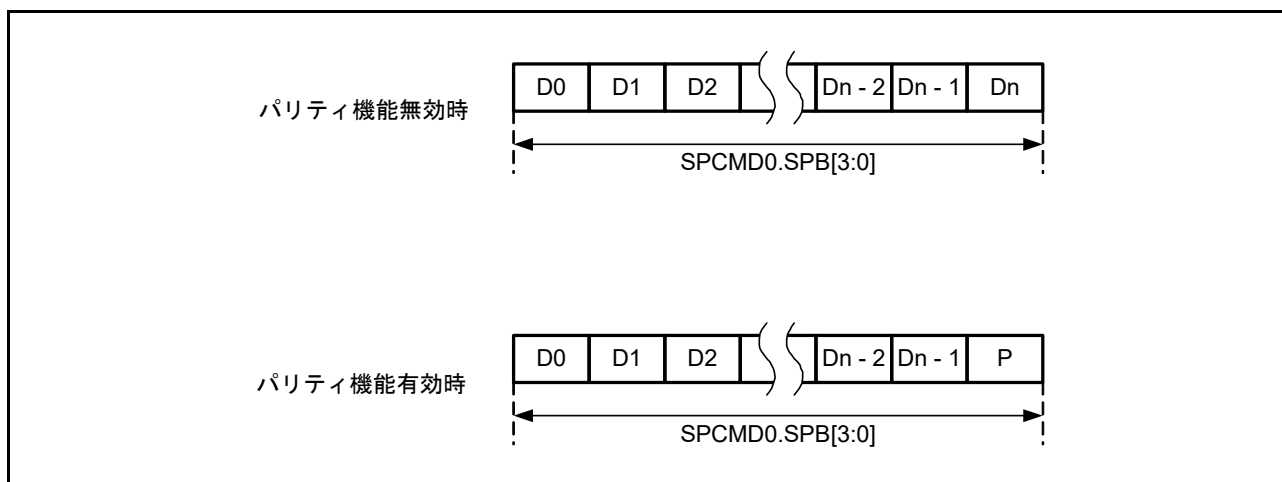 パリティ機能無効時 D0 D1 D2 Dn - 2 Dn - 1 Dn
SPCMD0.SPB[3:0]
パリティ機能有効時 D0 D1 D2 Dn - 2 Dn - 1 P
SPCMD0.SPB[3:0]